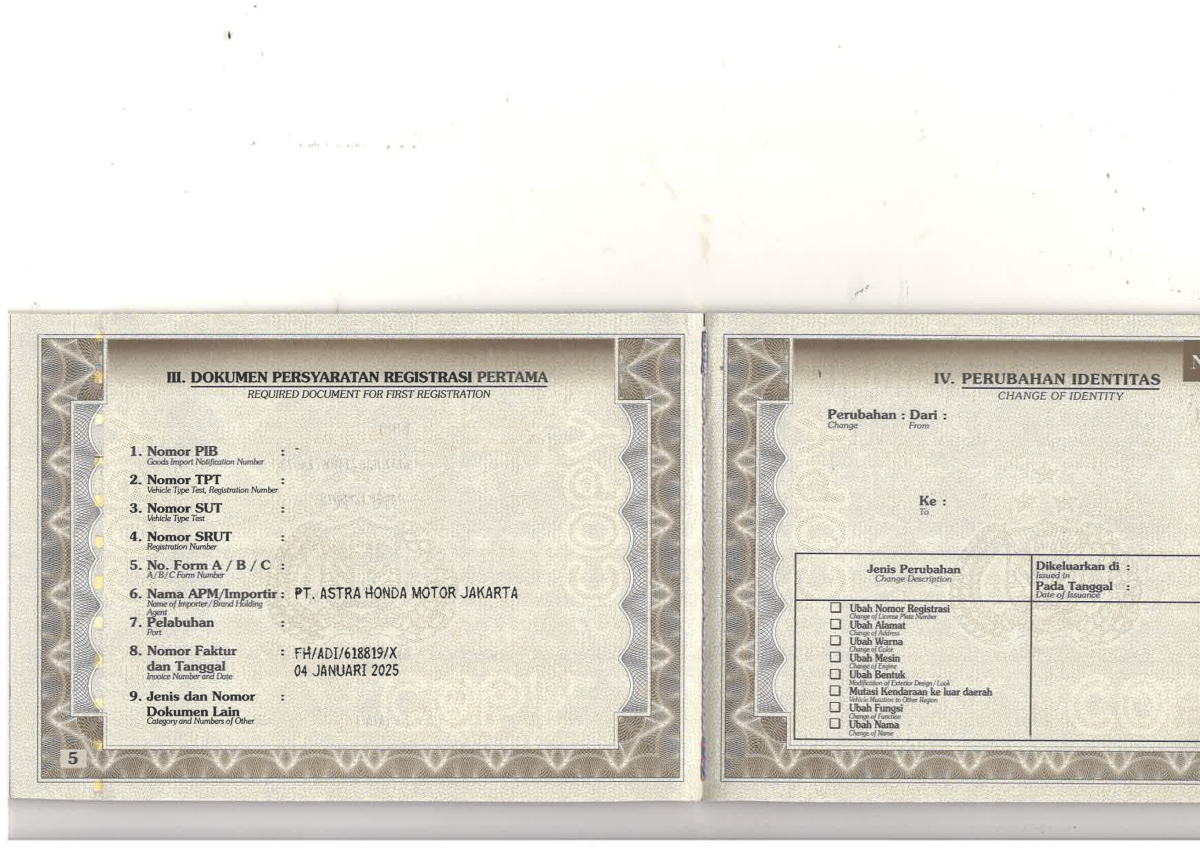 III. DOKUMEN PERSYARATAN REGISTRASI PERTAMA
REQUIRED DOCUMENT FOR FIRST REGISTRATION
1. Nomor PIB : -
Goods Import Notification Number
2. Nomor TPT :
Vehicle Type Test, Registration Number
3. Nomor SUT :
Vehicle Type Test
4. Nomor SRUT :
Registration Number
5. No. Form A / B / C :
A / B / C Form Number
6. Nama APM/Importir : PT. ASTRA HONDA MOTOR JAKARTA
Name of Importer/Brand Holding
Agent
7. Pelabuhan :
Port
8. Nomor Faktur : FH/ADI/618819/X
dan Tanggal 04 JANUARI 2025
Invoice Number and Date
9. Jenis dan Nomor :
Dokumen Lain
Category and Numbers of Other
5
N
IV. PERUBAHAN IDENTITAS
CHANGE OF IDENTITY
Perubahan : Dari :
Change From
Ke :
To
Jenis Perubahan
Change Description
Dikeluarkan di :
Issued in
Pada Tanggal :
Date of Issuance
Ubah Nomor Registrasi
Change of License Plate Number
Ubah Alamat
Change of Address
Ubah Warna
Change of Color
Ubah Mesin
Change of Engine
Ubah Bentuk
Modification of Exterior Design / Look
Mutasi Kendaraan ke luar daerah
Vehicle Mutation to Other Region
Ubah Fungsi
Change of Function
Ubah Nama
Change of Name